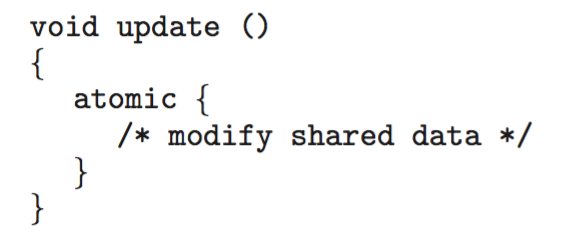 void update ()
{
atomic {
/* modify shared data */
}
}